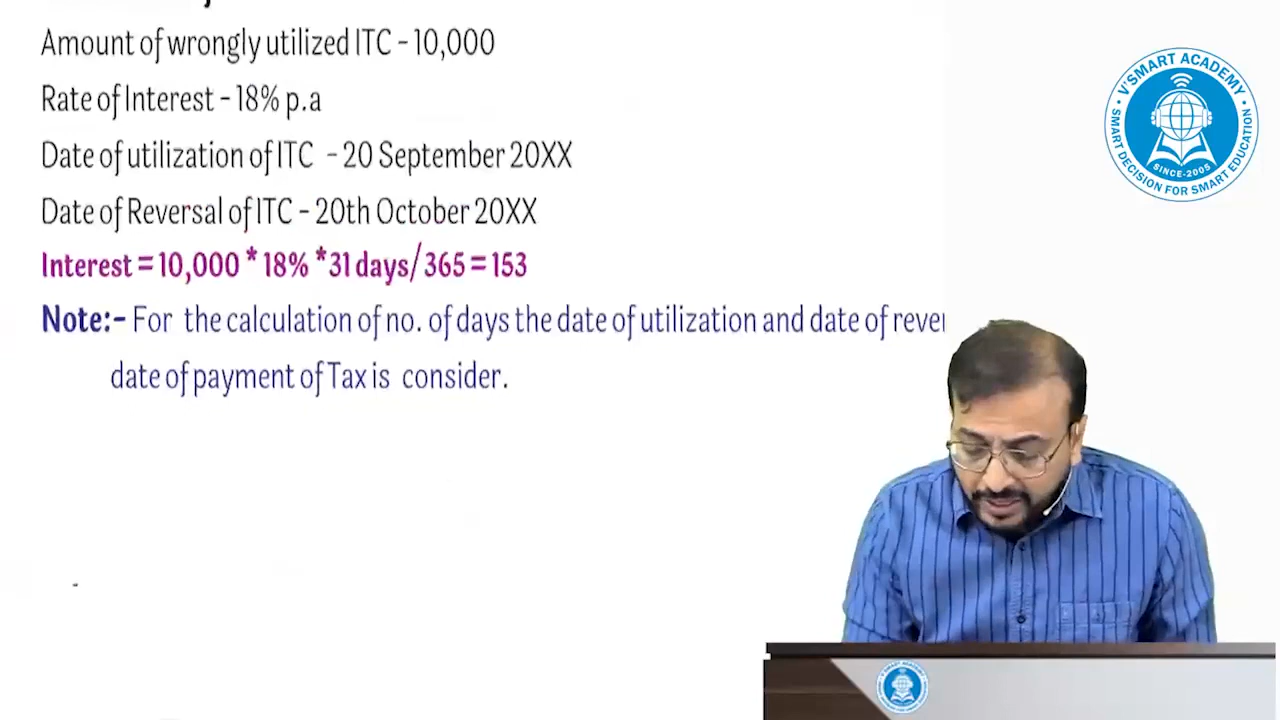 Amount of wrongly utilized ITC - 10,000
Rate of Interest - 18% p.a
Date of utilization of ITC - 20 September 20XX
Date of Reversal of ITC - 20th October 20XX
Interest = 10,000 * 18% *31 days/ 365 = 153
Note:- For the calculation of no. of days the date of utilization and date of
date of payment of Tax is consider.
V'SMART ACADEMY
SINCE-2005
SMART DECISION FOR SMART EDUCATION
V'SMART ACADEMY